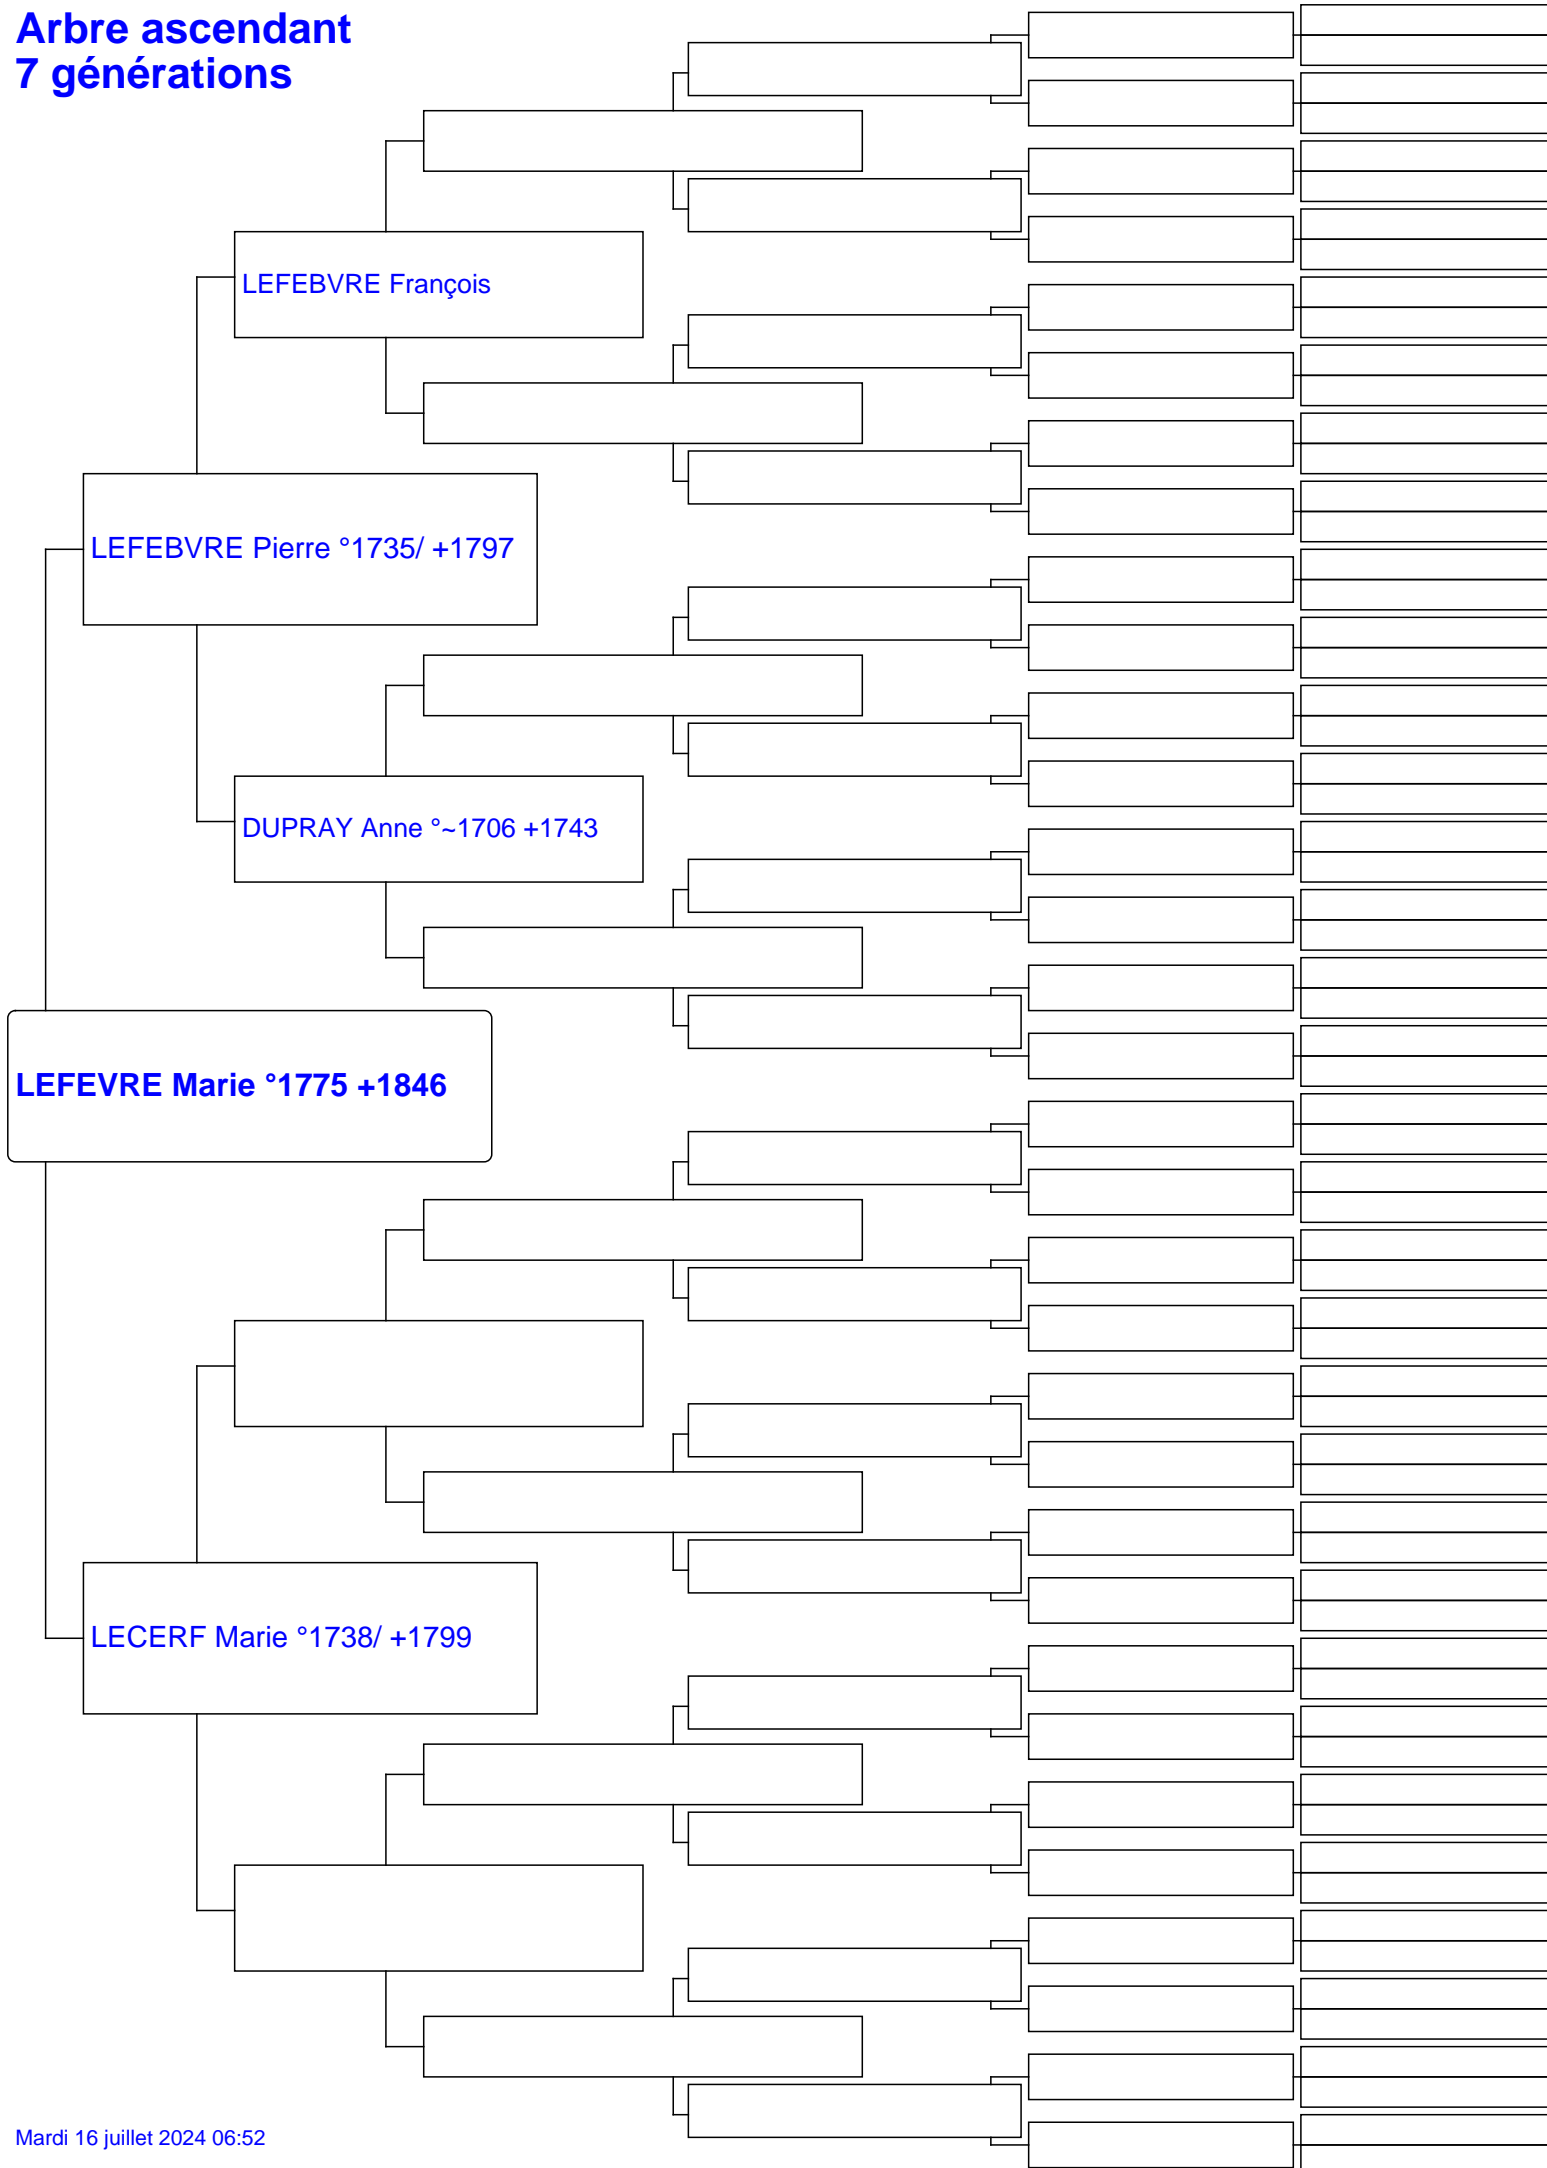 Arbre ascendant
7 générations
LEFEBVRE François
LEFEBVRE Pierre °1735/ +1797
DUPRAY Anne °~1706 +1743
LEFEVRE Marie °1775 +1846
LECERF Marie °1738/ +1799
Mardi 16 juillet 2024 06:52